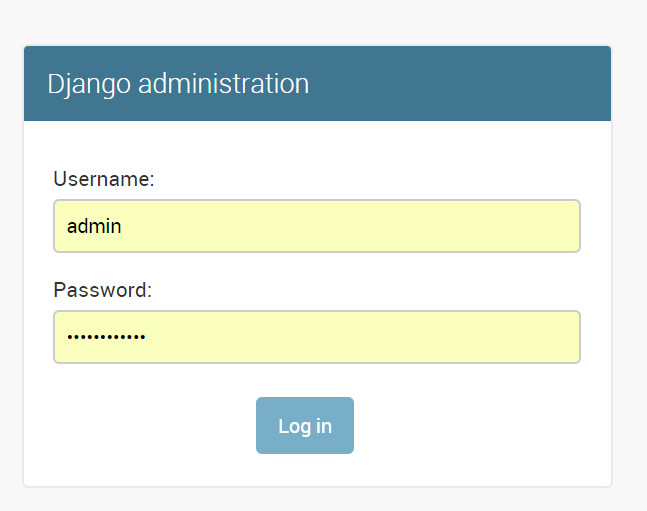 Django administration
Username:
admin
Password:
••••••••••••
Log in